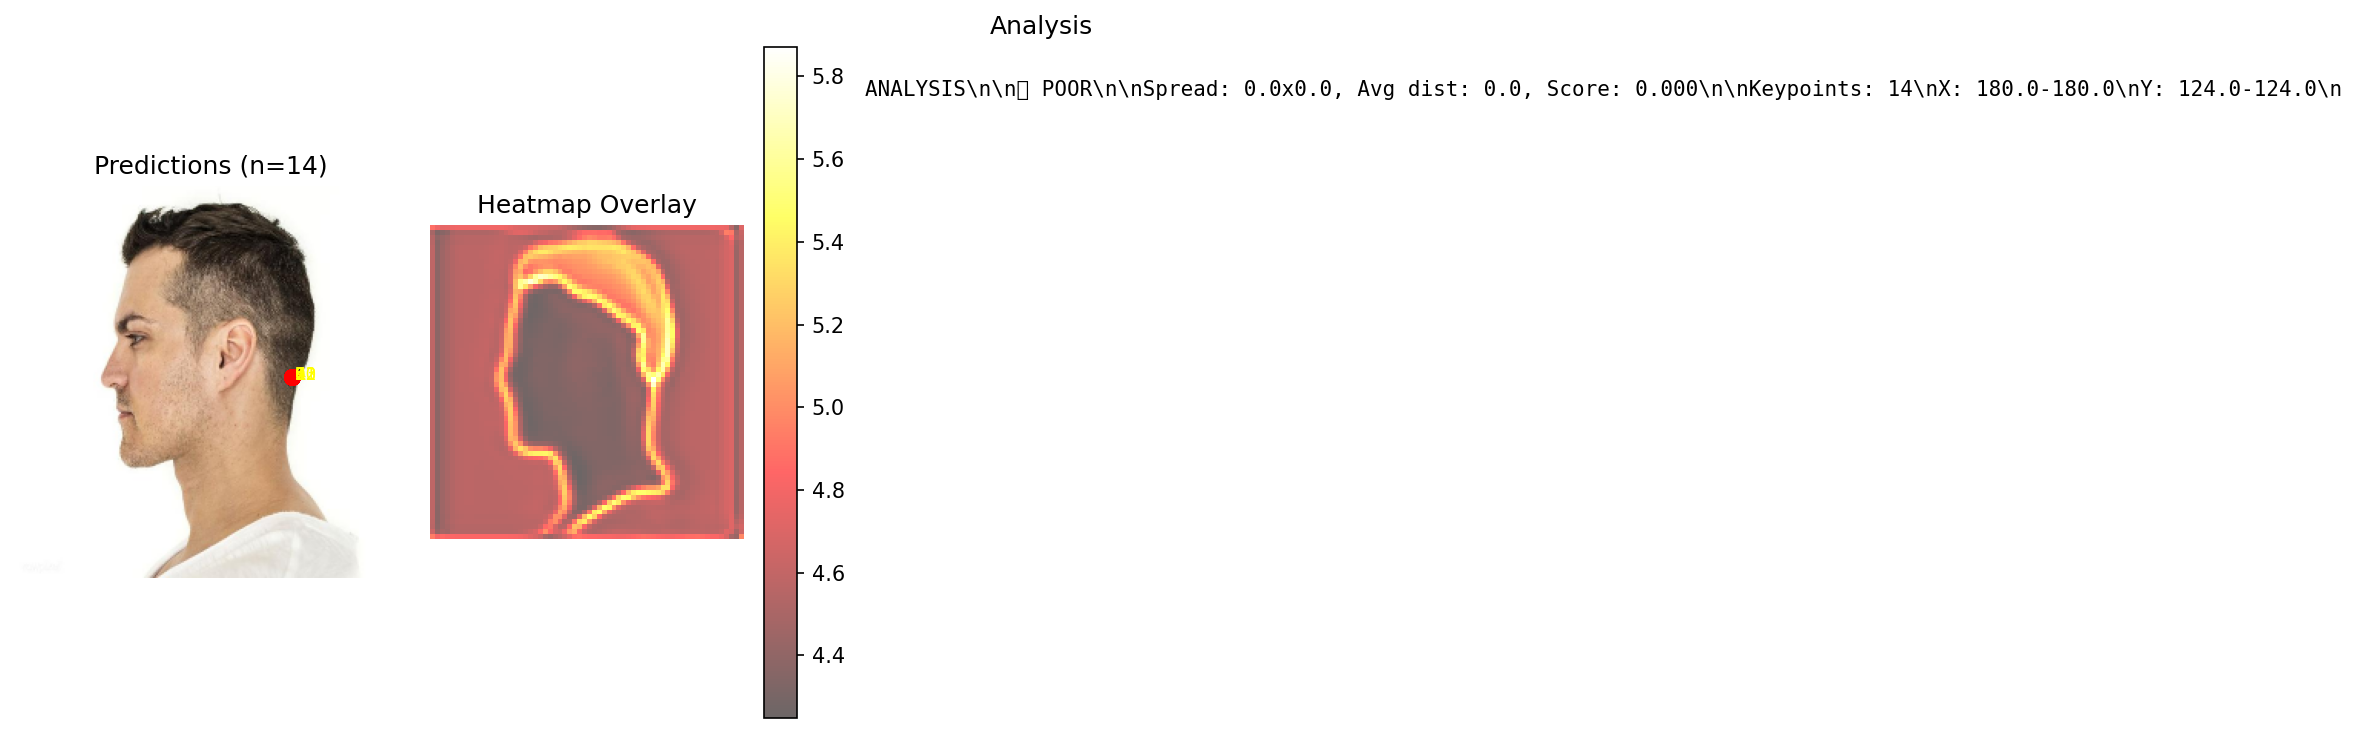 Analysis
ANALYSIS\n\n▯ POOR\n\nSpread: 0.0x0.0, Avg dist: 0.0, Score: 0.000\n\nKeypoints: 14\nX: 180.0-180.0\nY: 124.0-124.0\n
Predictions (n=14)
Heatmap Overlay
5.8
5.6
5.4
5.2
5.0
4.8
4.6
4.4